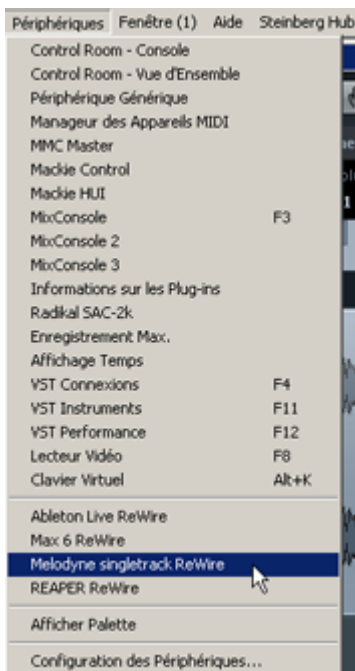 Périphériques Fenêtre (1) Aide Steinberg Hub
Control Room - Console
Control Room - Vue d'Ensemble
Périphérique Générique
Manageur des Appareils MIDI
MMC Master
Mackie Control
Mackie HUI
MixConsole F3
MixConsole 2
MixConsole 3
Informations sur les Plug-ins
Radikal SAC-2k
Enregistrement Max.
Affichage Temps
VST Connexions F4
VST Instruments F11
VST Performance F12
Lecteur Vidéo F8
Clavier Virtuel Alt+K
Ableton Live ReWire
Max 6 ReWire
Melodyne singletrack ReWire
REAPER ReWire
Afficher Palette
Configuration des Périphériques...